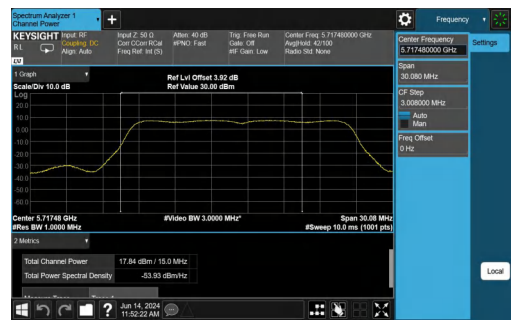 Spectrum Analyzer 1
Channel Power
Frequency
KEYSIGHT
RL
LV
Input: RF
Coupling: DC
Align: Auto
Input Z: 50 Ω
Corr CCorr RCal
Freq Ref: Int (S)
Atten: 40 dB
#PNO: Fast
Trig: Free Run
Gate: Off
#IF Gain: Low
Center Freq: 5.717480000 GHz
Avg|Hold: 42/100
Radio Std: None
Center Frequency
5.717480000 GHz
Settings
Span
30.080 MHz
CF Step
3.008000 MHz
Auto
Man
Freq Offset
0 Hz
Local
1 Graph
Scale/Div 10.0 dB
Ref Lvl Offset 3.92 dB
Ref Value 30.00 dBm
Log
20.0
10.0
0.00
-10.0
-20.0
-30.0
-40.0
-50.0
-60.0
Center 5.71748 GHz
#Video BW 3.0000 MHz*
Span 30.08 MHz
#Res BW 1.0000 MHz
#Sweep 10.0 ms (1001 pts)
2 Metrics
Total Channel Power
17.84 dBm / 15.0 MHz
Total Power Spectral Density
-53.93 dBm/Hz
Jun 14, 2024
11:52:22 AM